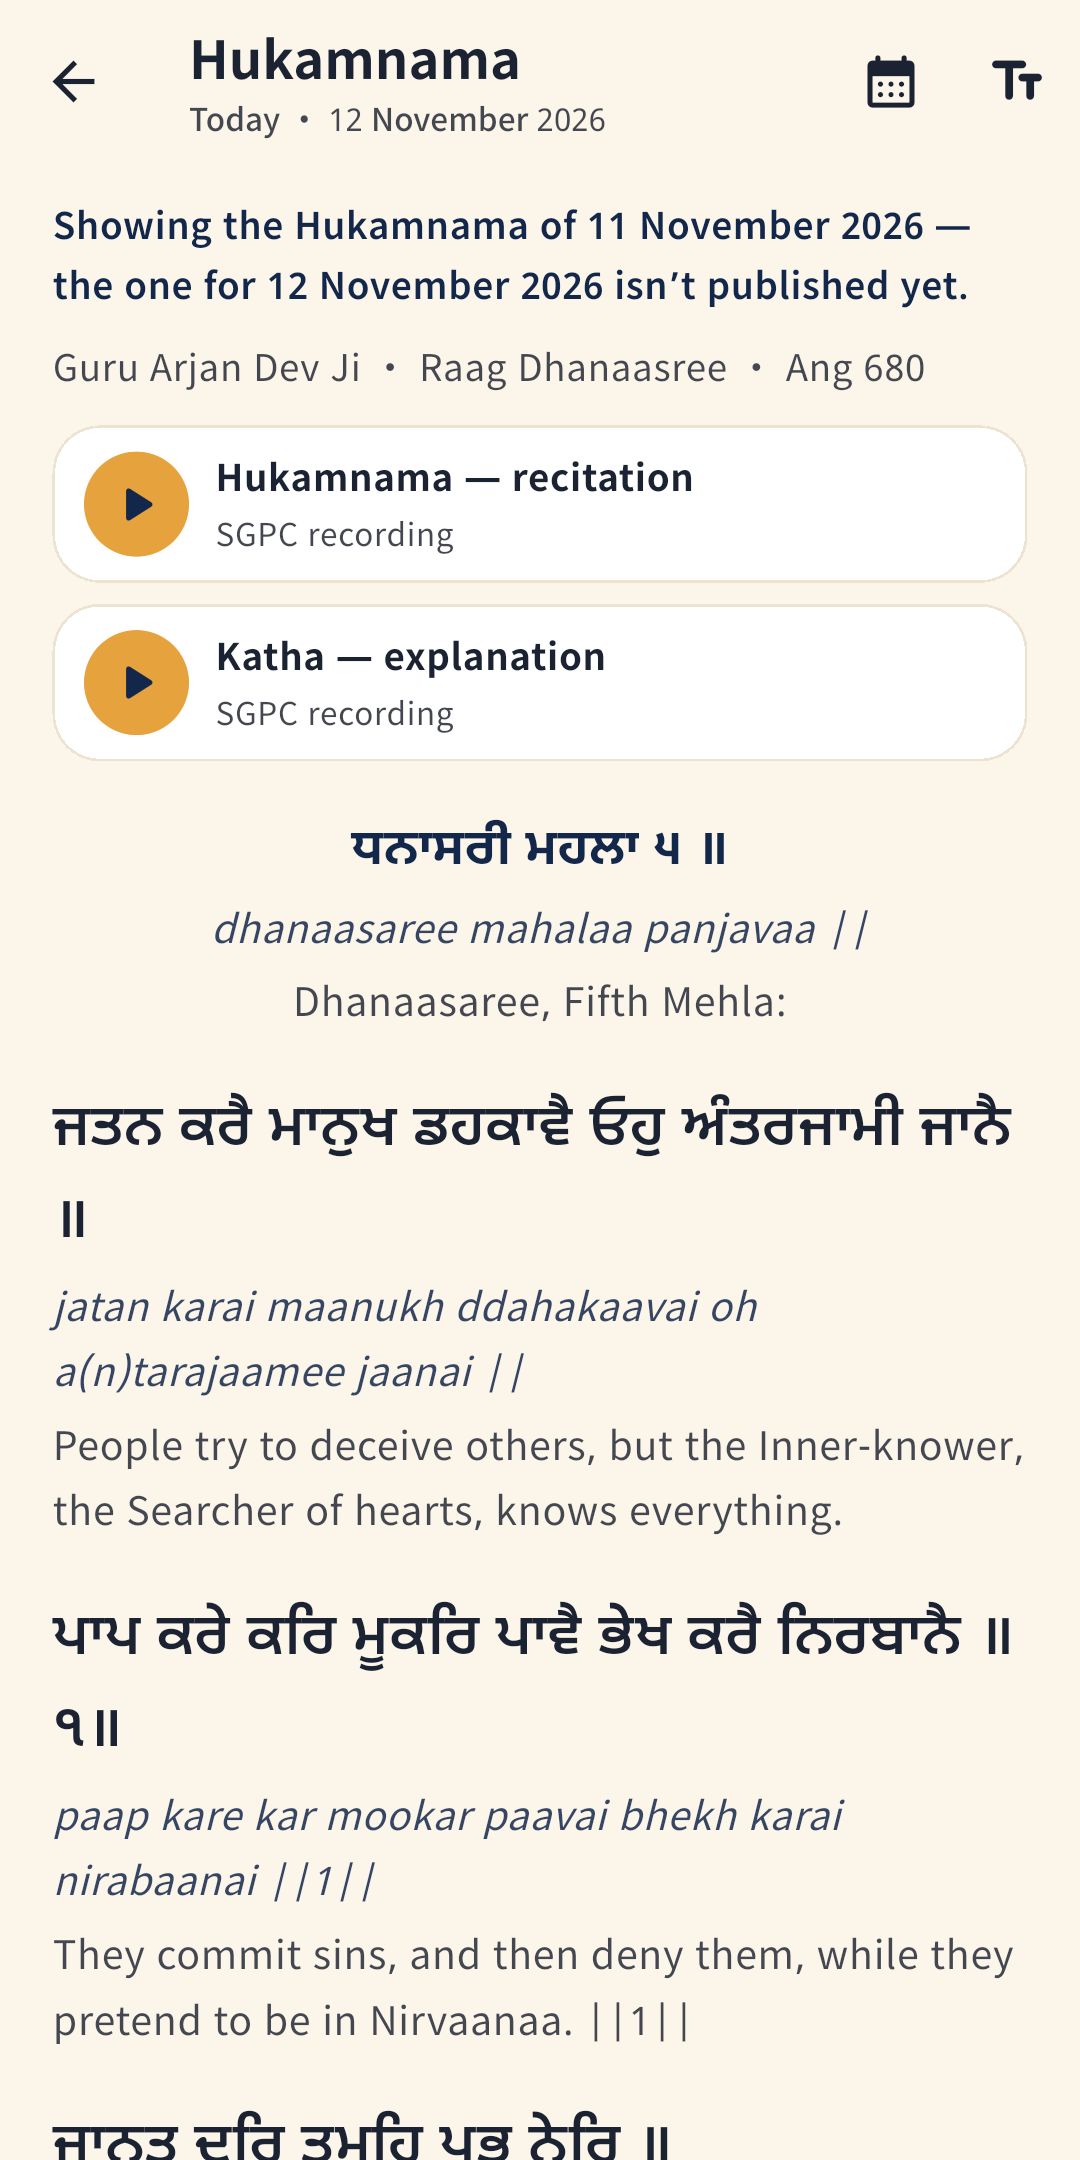 Hukamnama
Today • 12 November 2026
Showing the Hukamnama of 11 November 2026 —
the one for 12 November 2026 isn’t published yet.
Guru Arjan Dev Ji • Raag Dhanaasree • Ang 680
Hukamnama — recitation
SGPC recording
Katha — explanation
SGPC recording
ਧਨਾਸਰੀ ਮਹਲਾ ੫ ॥
dhanaasaree mahalaa panjavaa ||
Dhanaasaree, Fifth Mehla:
ਜਤਨ ਕਰੈ ਮਾਨੁਖ ਡਹਕਾਵੈ ਓਹੁ ਅੰਤਰਜਾਮੀ ਜਾਨੈ
॥
jatan karai maanukh ddahakaavai oh
a(n)tarajaamee jaanai ||
People try to deceive others, but the Inner-knower,
the Searcher of hearts, knows everything.
ਪਾਪ ਕਰੇ ਕਰਿ ਮੂਕਰਿ ਪਾਵੈ ਭੇਖ ਕਰੈ ਨਿਰਬਾਨੈ ॥
੧॥
paap kare kar mookar paavai bhekh karai
nirabaanai ||1||
They commit sins, and then deny them, while they
pretend to be in Nirvaanaa. ||1||
ਜਾਨਤ ਦੂਰਿ ਤੁਮਹਿ ਪ੍ਰਭ ਨੇਰਿ ॥